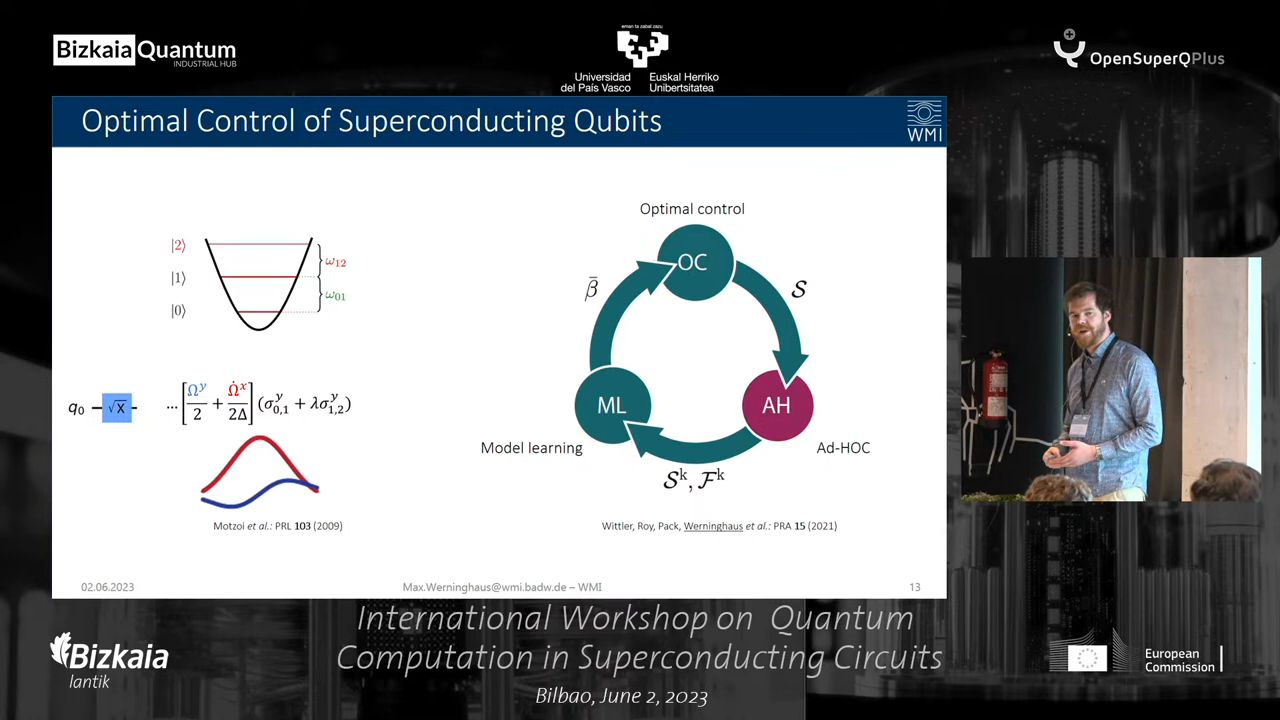 Bizkaia Quantum
INDUSTRIAL HUB
eman ta zabal zazu
Universidad
del País Vasco
Euskal Herriko
Unibertsitatea
OpenSuperQPlus
Optimal Control of Superconducting Qubits
WMI
|2⟩
|1⟩
|0⟩
ω12
ω01
q0
√X
... [Ω^y/2 + Ω̇^x/2Δ] (σ^y_0,1 + λσ^y_1,2)
Motzoi et al.: PRL 103 (2009)
Optimal control
OC
β̄
𝒮
ML
AH
Model learning
Ad-HOC
𝒮^k, ℱ^k
Wittler, Roy, Pack, Werninghaus et al.: PRA 15 (2021)
02.06.2023
Max.Werninghaus@wmi.badw.de – WMI
13
International Workshop on Quantum
Computation in Superconducting Circuits
Bilbao, June 2, 2023
Bizkaia
lantik
European
Commission